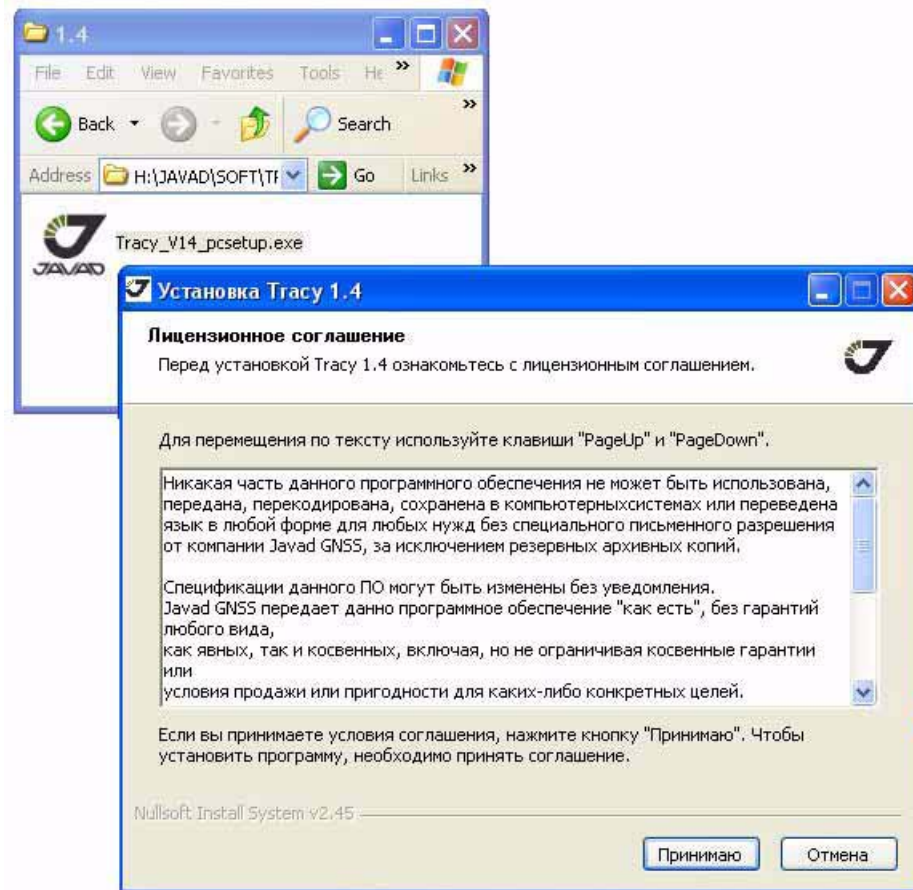 1.4
File Edit View Favorites Tools He »
Back Search »
Address H:\JAVAD\SOFT\TR Go Links »
JAVAD
Tracy_V14_pcsetup.exe
Установка Tracy 1.4
Лицензионное соглашение
Перед установкой Tracy 1.4 ознакомьтесь с лицензионным соглашением.
Для перемещения по тексту используйте клавиши "PageUp" и "PageDown".
Никакая часть данного программного обеспечения не может быть использована,
передана, перекодирована, сохранена в компьютерныхсистемах или переведена
язык в любой форме для любых нужд без специального письменного разрешения
от компании Javad GNSS, за исключением резервных архивных копий.
Спецификации данного ПО могут быть изменены без уведомления.
Javad GNSS передает данно программное обеспечение "как есть", без гарантий
любого вида,
как явных, так и косвенных, включая, но не ограничивая косвенные гарантии
или
условия продажи или пригодности для каких-либо конкретных целей.
Если вы принимаете условия соглашения, нажмите кнопку "Принимаю". Чтобы
установить программу, необходимо принять соглашение.
Nullsoft Install System v2.45
Принимаю Отмена